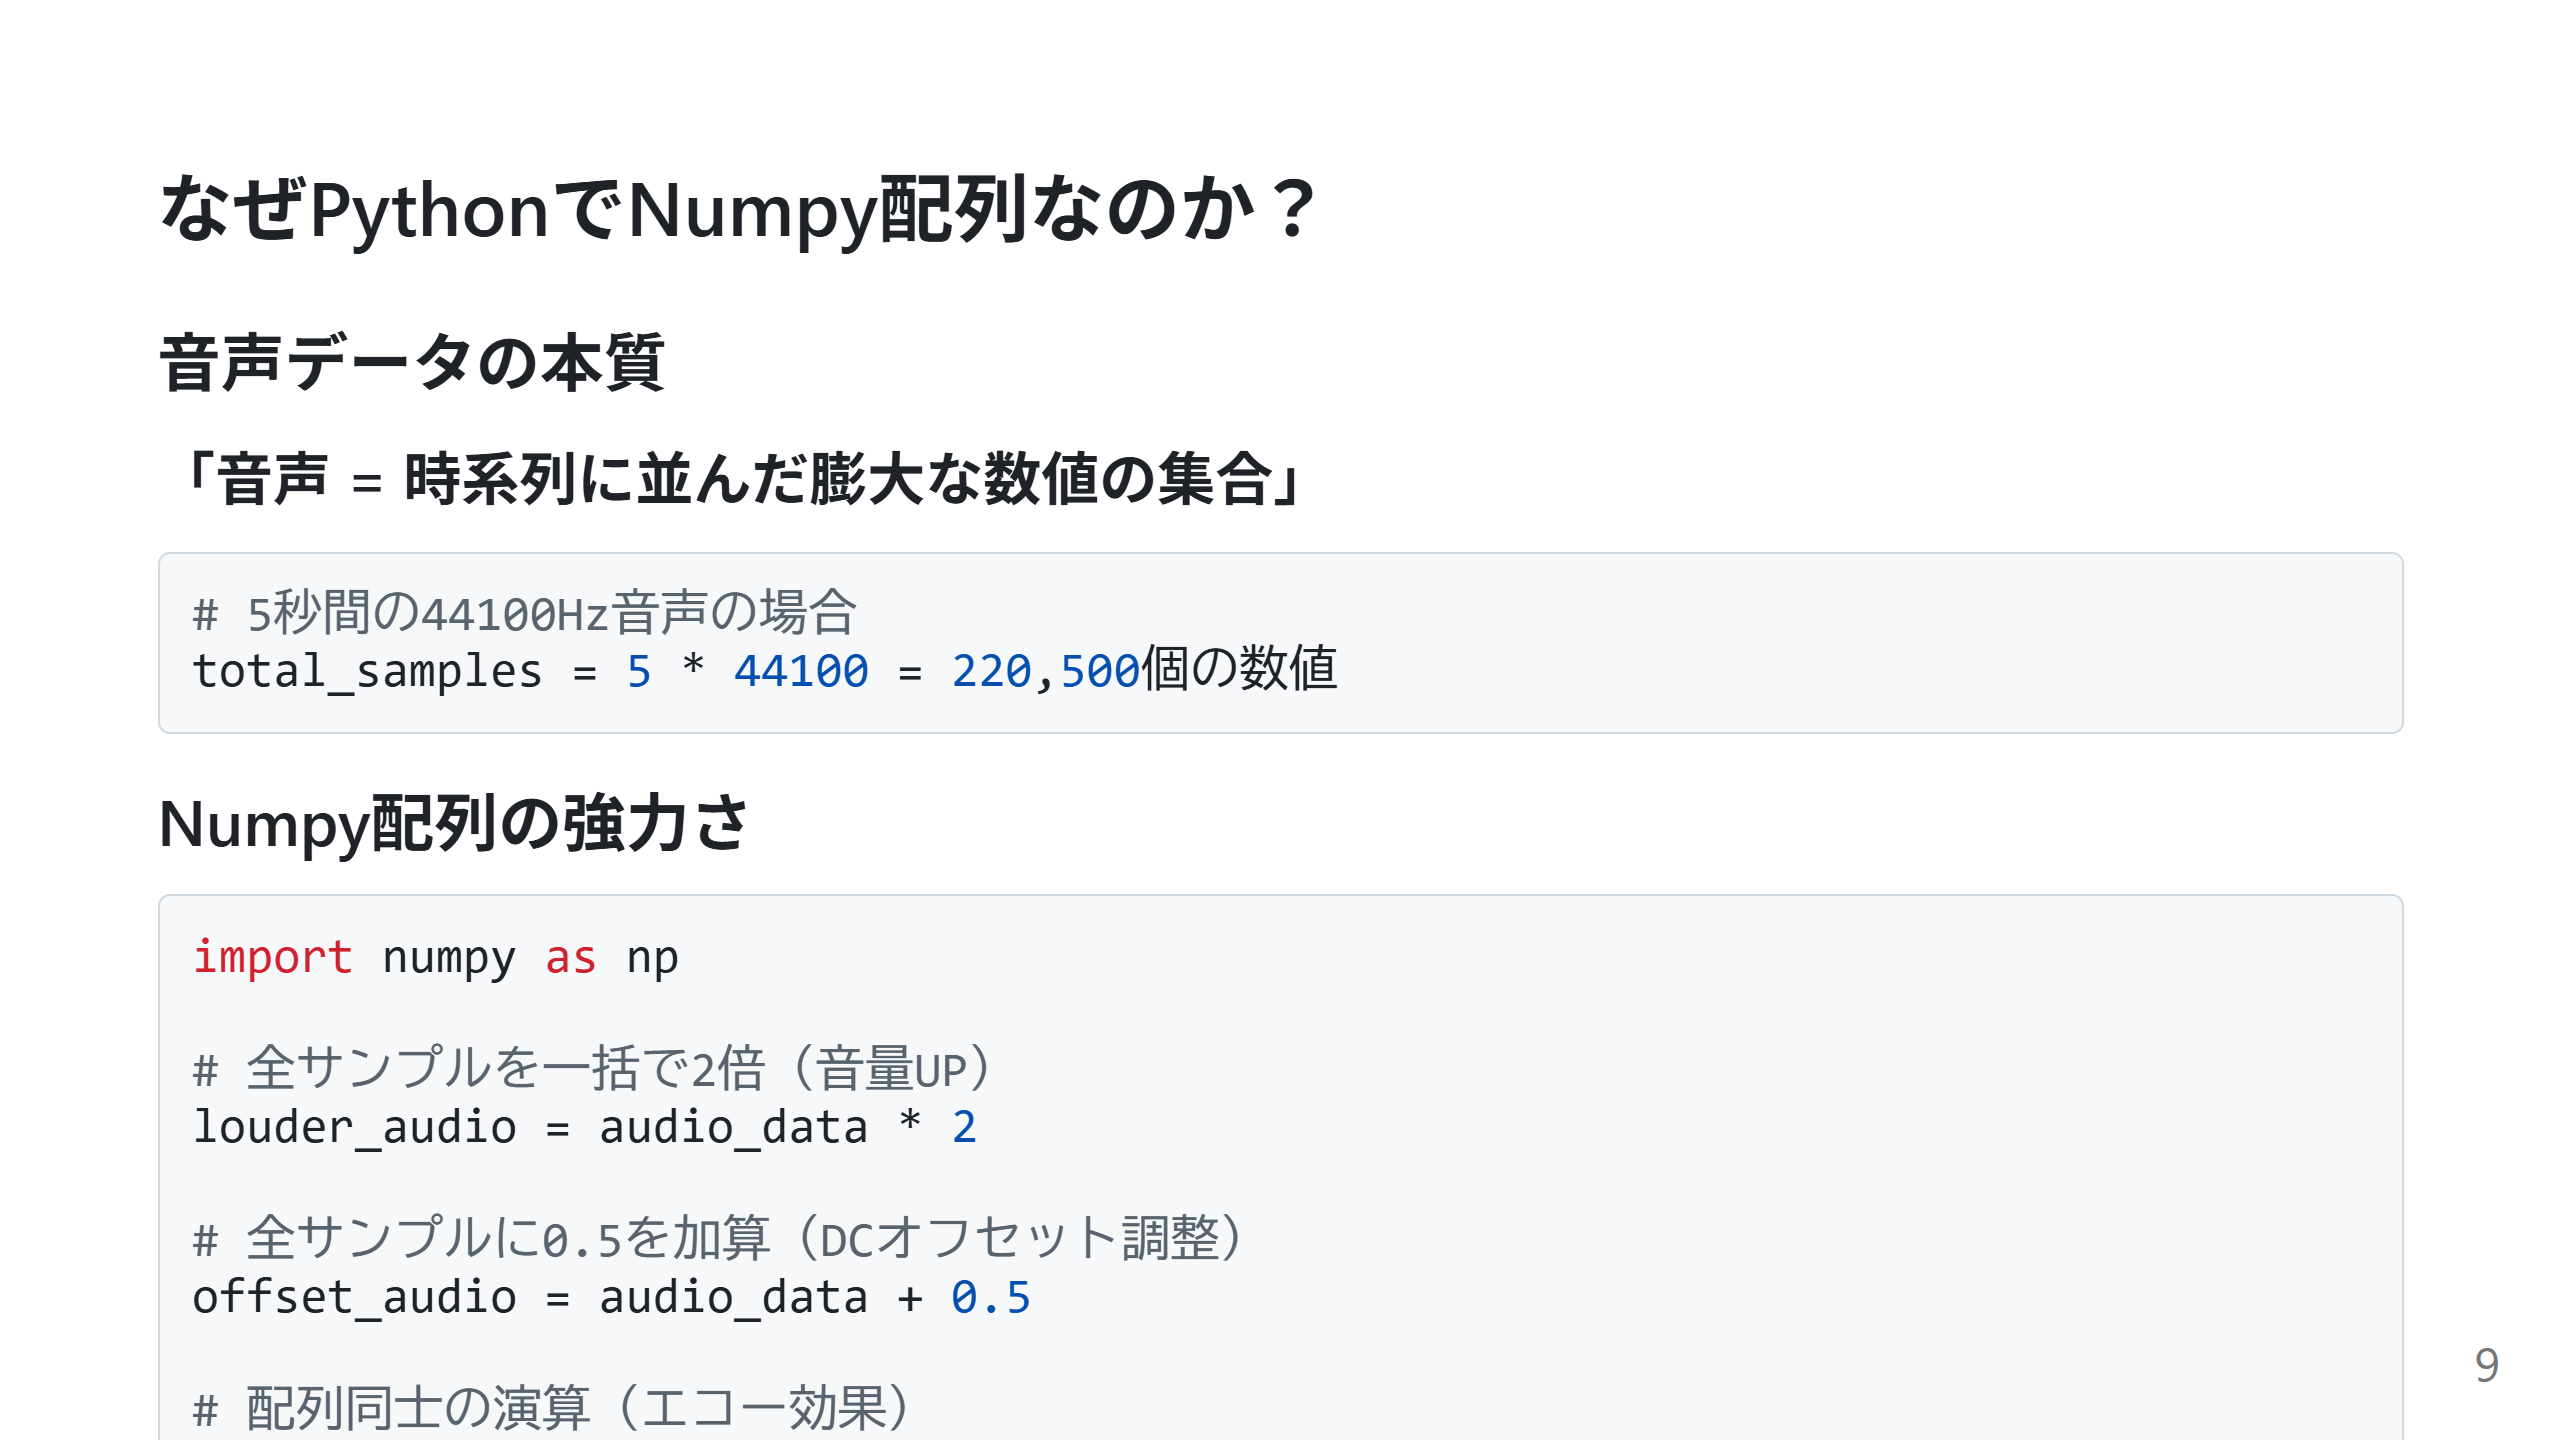 なぜPythonでNumpy配列なのか？
音声データの本質
「音声 = 時系列に並んだ膨大な数値の集合」
# 5秒間の44100Hz音声の場合
total_samples = 5 * 44100 = 220,500個の数値
Numpy配列の強力さ
import numpy as np
# 全サンプルを一括で2倍（音量UP）
louder_audio = audio_data * 2
# 全サンプルに0.5を加算（DCオフセット調整）
offset_audio = audio_data + 0.5
# 配列同士の演算（エコー効果）
9